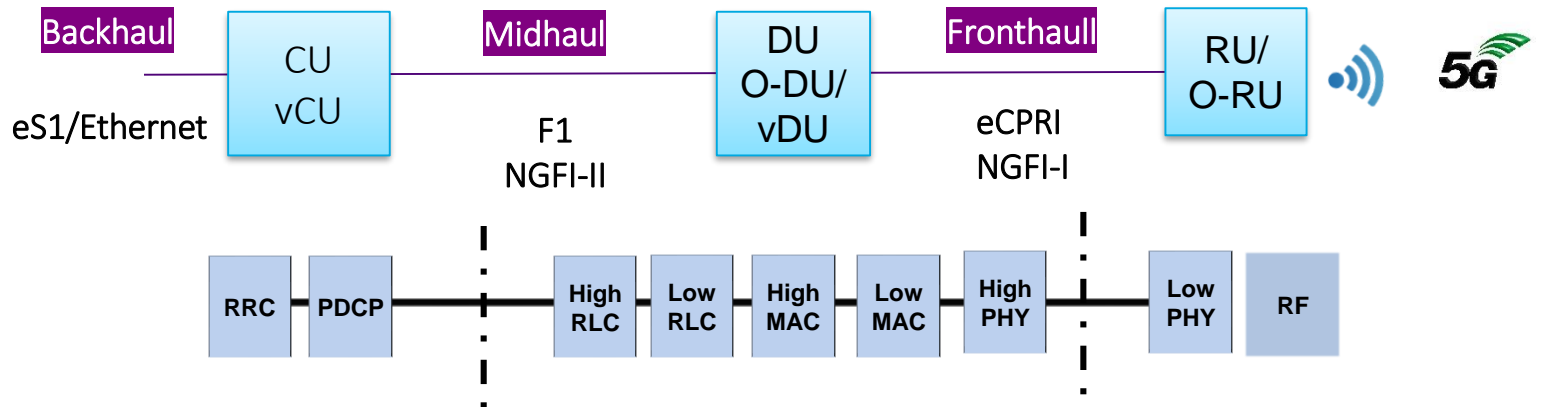 Backhaul
CU
vCU
Midhaul
DU
O-DU/
vDU
Fronthaull
RU/
O-RU
5G
eS1/Ethernet
F1
NGFI-II
eCPRI
NGFI-I
RRC
PDCP
High
RLC
Low
RLC
High
MAC
Low
MAC
High
PHY
Low
PHY
RF